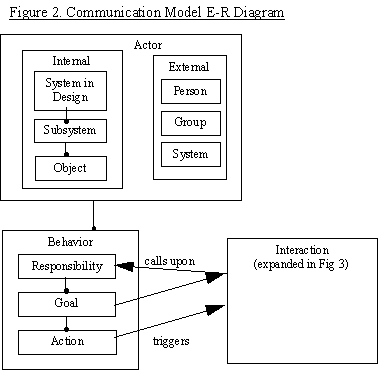 Figure 2. Communication Model E-R Diagram
Actor
Internal
System in
Design
Subsystem
Object
External
Person
Group
System
Behavior
Responsibility
Goal
Action
calls upon
triggers
Interaction
(expanded in Fig 3)